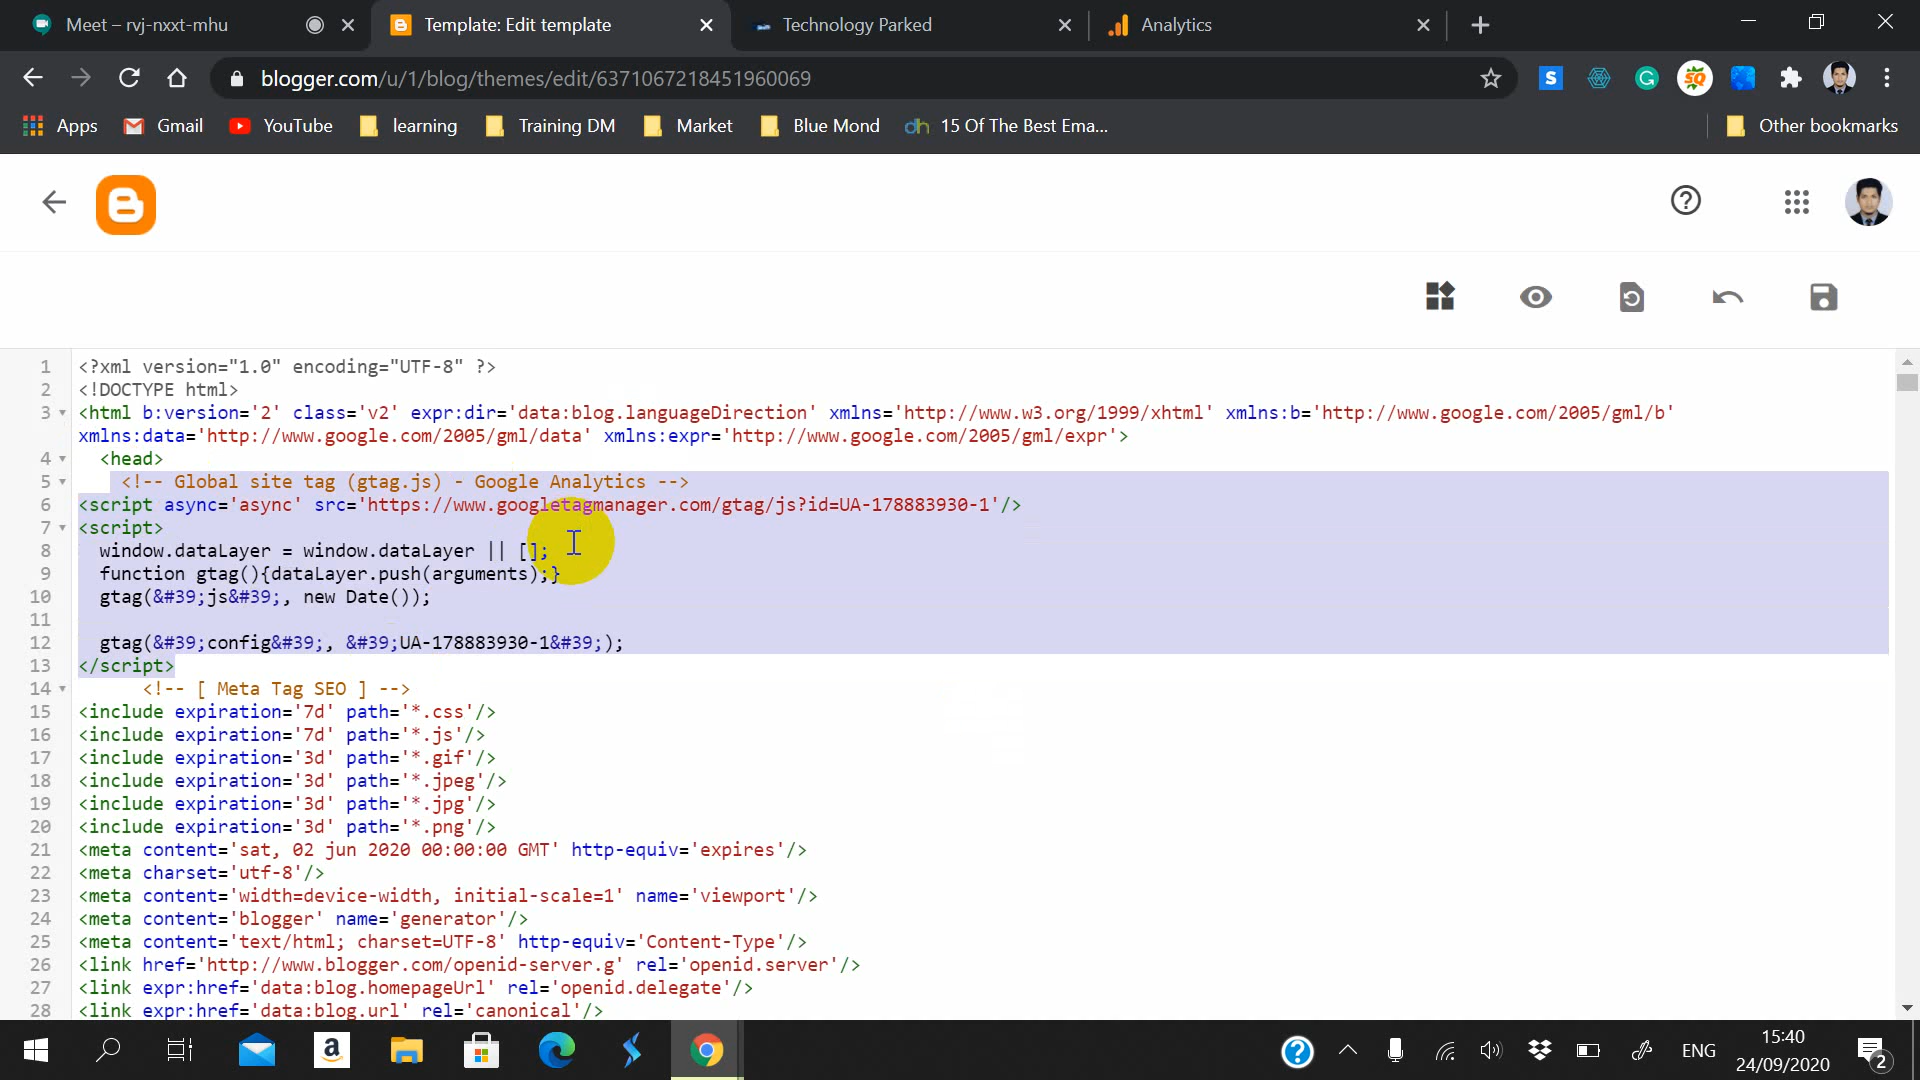 Meet – rvj-nxxt-mhu
Template: Edit template
Technology Parked
Analytics
blogger.com/u/1/blog/themes/edit/6371067218451960069
Apps
Gmail
YouTube
learning
Training DM
Market
Blue Mond
dh
15 Of The Best Ema...
Other bookmarks
1 <?xml version="1.0" encoding="UTF-8" ?>
2 <!DOCTYPE html>
3 <html b:version='2' class='v2' expr:dir='data:blog.languageDirection' xmlns='http://www.w3.org/1999/xhtml' xmlns:b='http://www.google.com/2005/gml/b'
xmlns:data='http://www.google.com/2005/gml/data' xmlns:expr='http://www.google.com/2005/gml/expr'>
4 <head>
5 <!-- Global site tag (gtag.js) - Google Analytics -->
6 <script async='async' src='https://www.googletagmanager.com/gtag/js?id=UA-178883930-1'/>
7 <script>
8 window.dataLayer = window.dataLayer || [];
9 function gtag(){dataLayer.push(arguments);}
10 gtag(&#39;js&#39;, new Date());
11
12 gtag(&#39;config&#39;, &#39;UA-178883930-1&#39;);
13 </script>
14 <!-- [ Meta Tag SEO ] -->
15 <include expiration='7d' path='*.css'/>
16 <include expiration='7d' path='*.js'/>
17 <include expiration='3d' path='*.gif'/>
18 <include expiration='3d' path='*.jpeg'/>
19 <include expiration='3d' path='*.jpg'/>
20 <include expiration='3d' path='*.png'/>
21 <meta content='sat, 02 jun 2020 00:00:00 GMT' http-equiv='expires'/>
22 <meta charset='utf-8'/>
23 <meta content='width=device-width, initial-scale=1' name='viewport'/>
24 <meta content='blogger' name='generator'/>
25 <meta content='text/html; charset=UTF-8' http-equiv='Content-Type'/>
26 <link href='http://www.blogger.com/openid-server.g' rel='openid.server'/>
27 <link expr:href='data:blog.homepageUrl' rel='openid.delegate'/>
28 <link expr:href='data:blog.url' rel='canonical'/>
ENG
15:40
24/09/2020
2